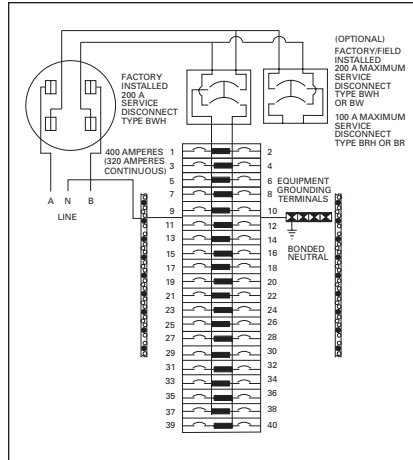 (OPTIONAL)
FACTORY/FIELD
INSTALLED
200 A MAXIMUM
SERVICE
DISCONNECT
TYPE BWH
OR BW
100 A MAXIMUM
SERVICE
DISCONNECT
TYPE BRH OR BR
FACTORY
INSTALLED
200 A
SERVICE
DISCONNECT
TYPE BWH
400 AMPERES
(320 AMPERES
CONTINUOUS)
A N B
LINE
EQUIPMENT
GROUNDING
TERMINALS
BONDED
NEUTRAL
1 2
3 4
5 6
7 8
9 10
11 12
13 14
15 16
17 18
19 20
21 22
23 24
25 26
27 28
29 30
31 32
33 34
35 36
37 38
39 40